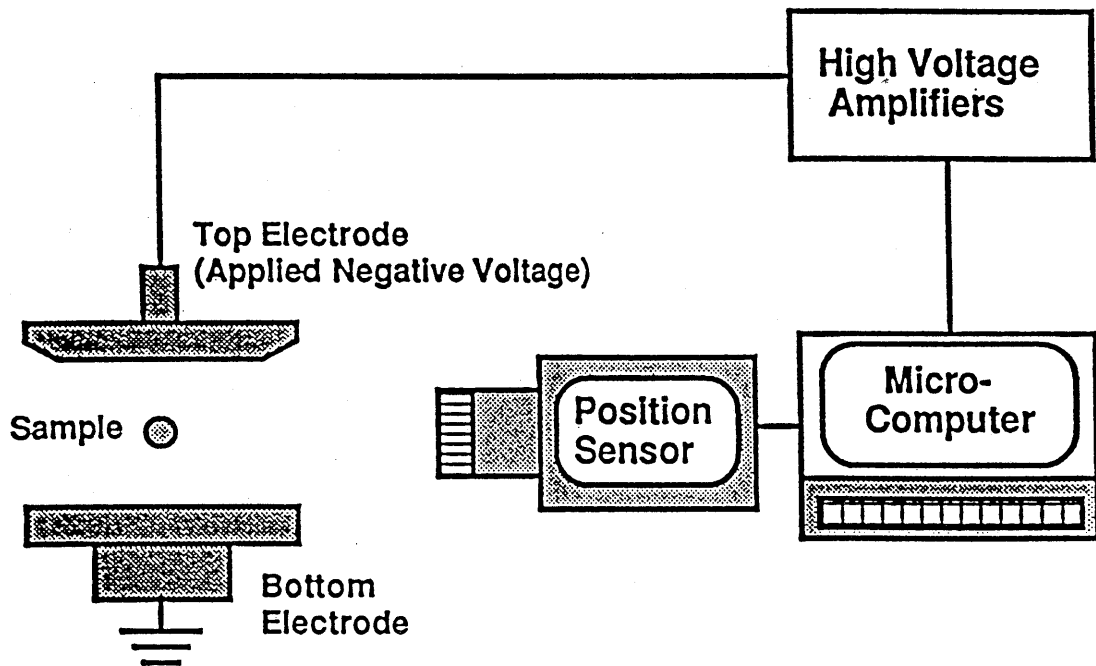 High Voltage
Amplifiers
Top Electrode
(Applied Negative Voltage)
Sample
Position
Sensor
Micro-
Computer
Bottom
Electrode